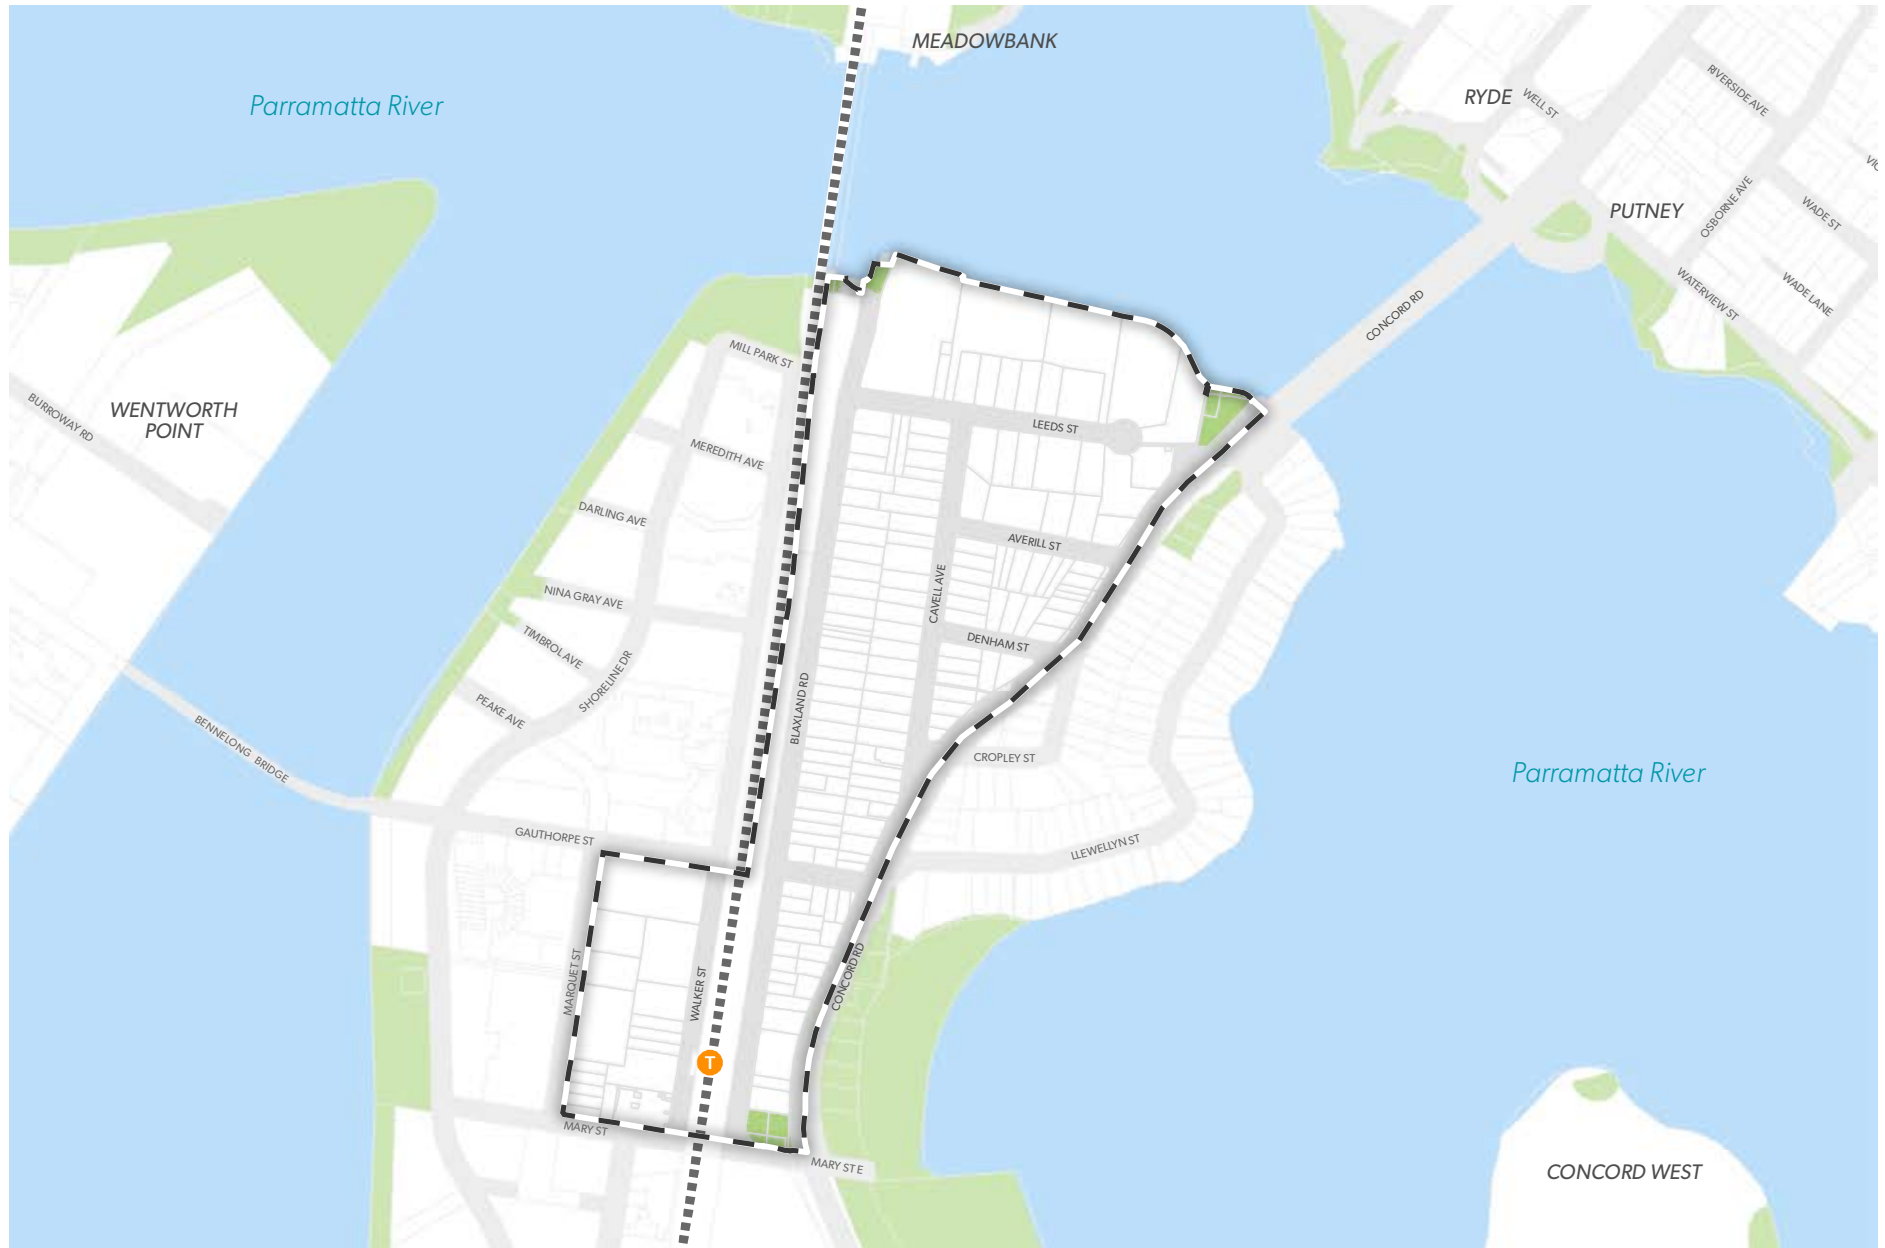 MEADOWBANK
Parramatta River
RYDE
WELL ST
RIVERSIDE AVE
PUTNEY
OSBORNE AVE
WADE ST
WADE LANE
WATERVIEW ST
CONCORD RD
WENTWORTH
POINT
BURROWAY RD
MILL PARK ST
MEREDITH AVE
DARLING AVE
NINA GRAY AVE
TIMBROL AVE
SHORELINE DR
PEAKE AVE
BENNELONG BRIDGE
GAUTHORPE ST
LEEDS ST
AVERILL ST
CAVELL AVE
DENHAM ST
BLAXLAND RD
CROPLEY ST
LLEWELLYN ST
Parramatta River
MARQUET ST
WALKER ST
CONCORD RD
T
MARY ST
MARY ST E
CONCORD WEST